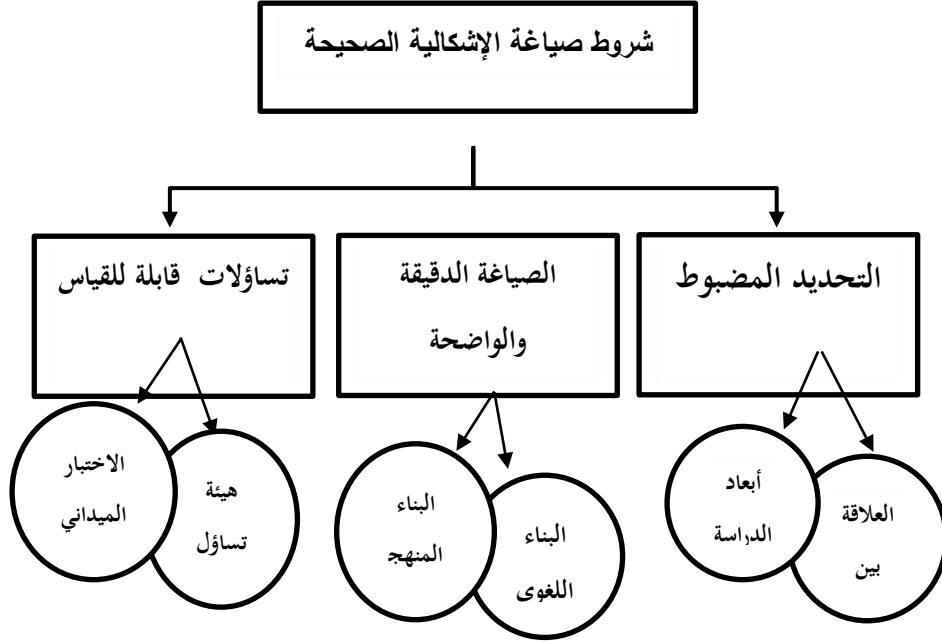 شروط صياغة الإشكالية الصحيحة
التحديد المضبوط
الصياغة الدقيقة
والواضحة
تساؤلات قابلة للقياس
العلاقة
بين
أبعاد
الدراسة
البناء
اللغوى
البناء
المنهج
هيئة
تساؤل
الاختبار
الميداني